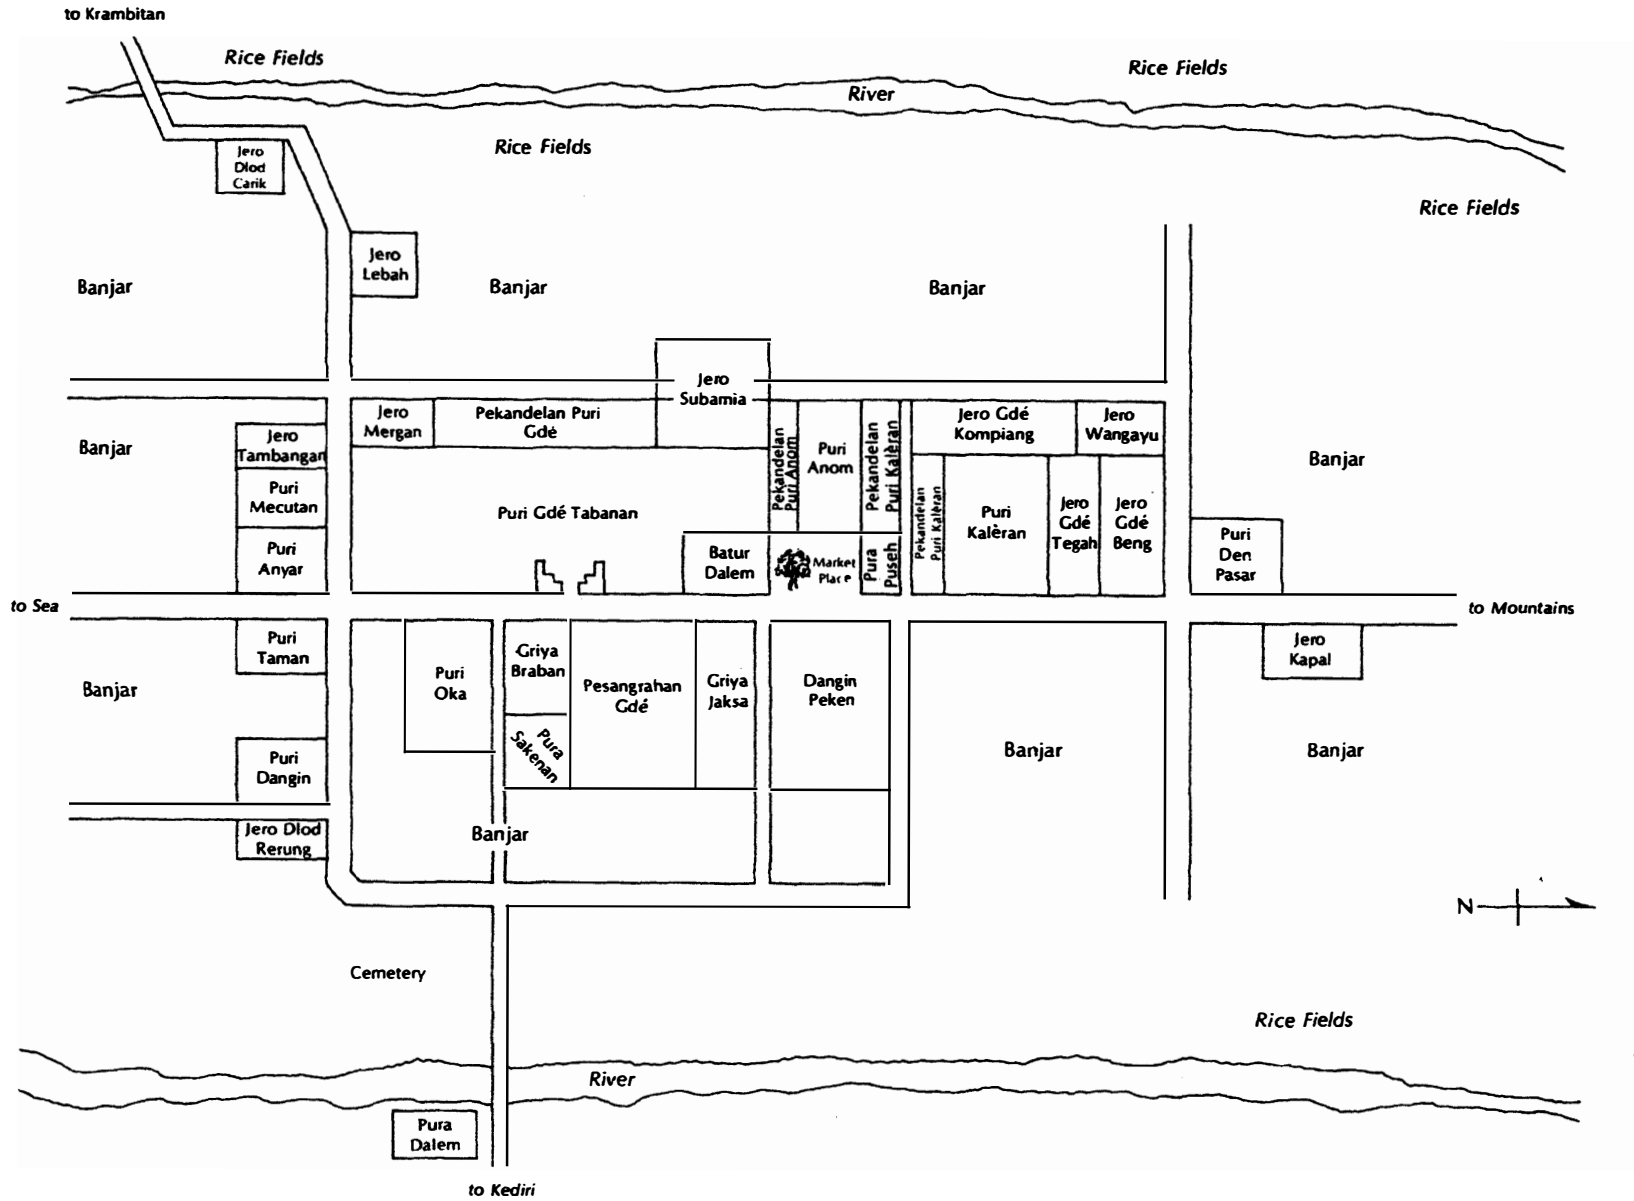 to Krambitan
Rice Fields
Rice Fields
River
Rice Fields
Jero
Dlod
Carik
Rice Fields
Jero
Lebah
Banjar
Banjar
Banjar
Jero
Subamia
Jero
Mergan
Pekandelan Puri
Gdé
Pekandelan
Puri Anom
Puri
Anom
Pekandelan
Puri Kalèran
Jero Gdé
Kompiang
Jero
Wangayu
Banjar
Jero
Tambangan
Puri
Mecutan
Puri
Anyar
Puri Gdé Tabanan
Batur
Dalem
Market
Place
Pura
Puseh
Pekandelan
Puri Kalèran
Puri
Kalèran
Jero
Gdé
Tegah
Jero
Gdé
Beng
Banjar
Puri
Den
Pasar
to Sea
to Mountains
Puri
Taman
Banjar
Puri
Oka
Griya
Braban
Pura
Sakenan
Pesangrahan
Gdé
Griya
Jaksa
Dangin
Peken
Jero
Kapal
Puri
Dangin
Banjar
Banjar
Jero Dlod
Rerung
Banjar
N
Cemetery
Rice Fields
River
Pura
Dalem
to Kediri